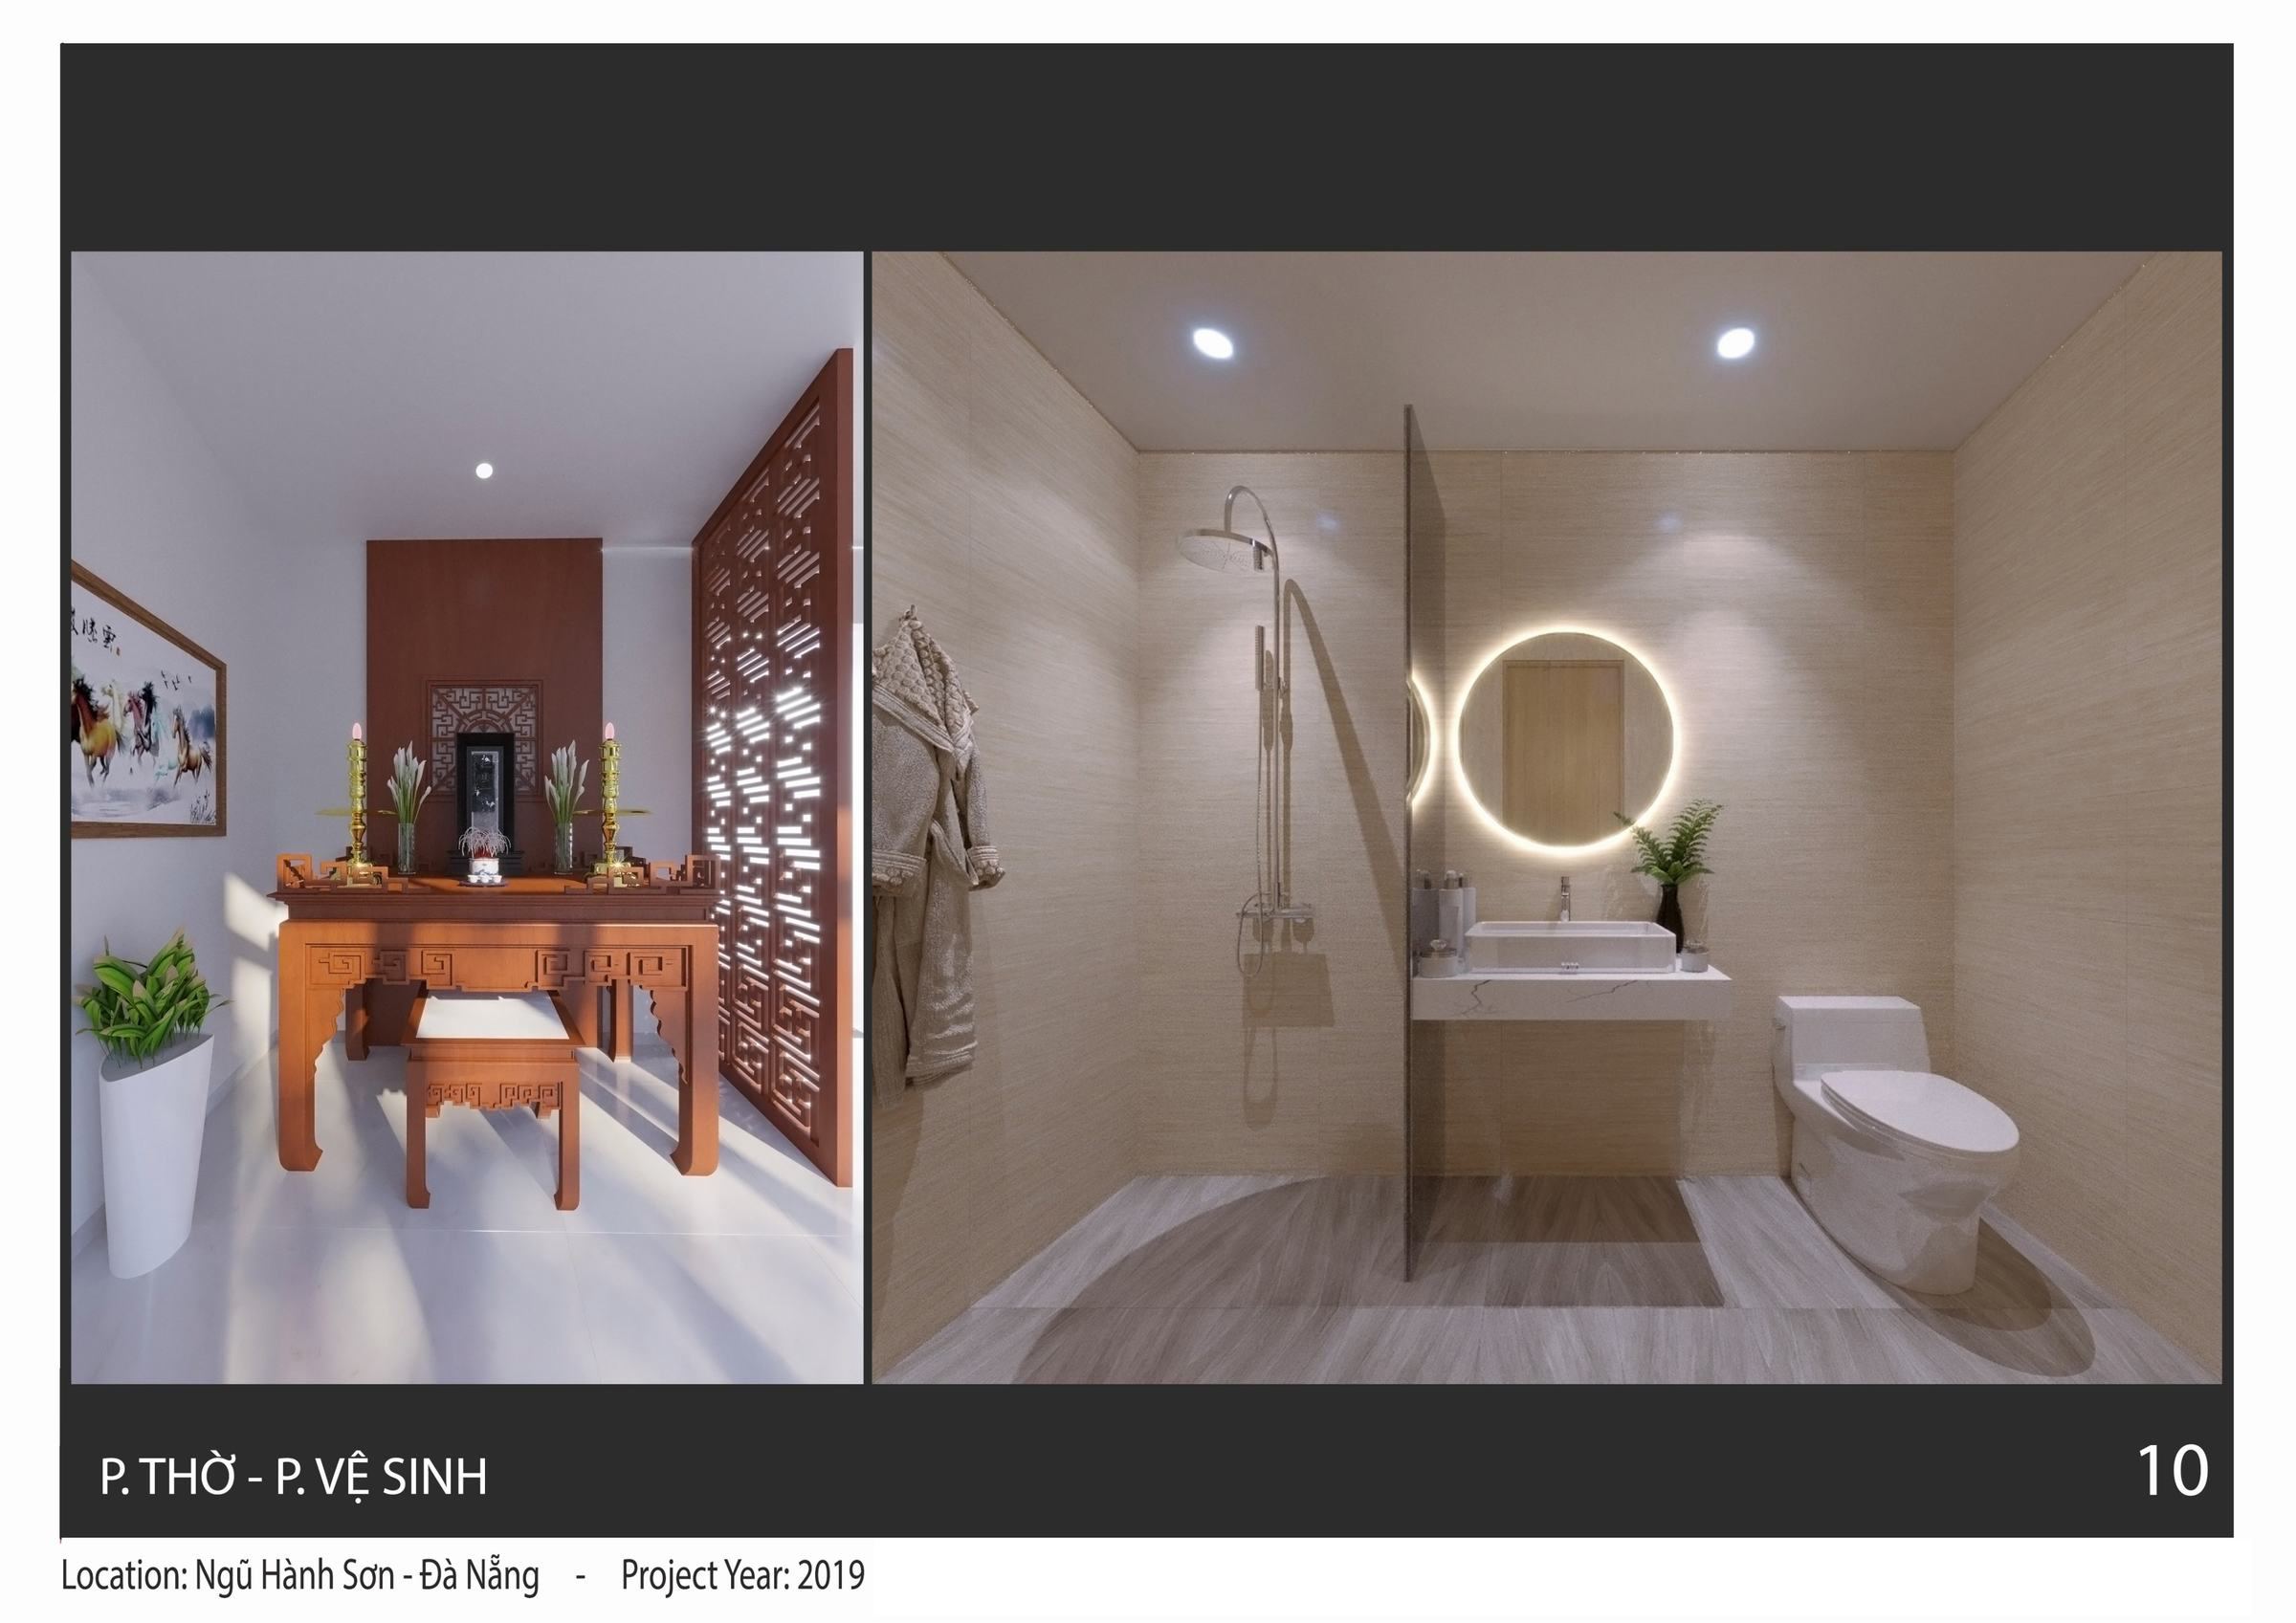 P. THỜ - P. VỆ SINH
10
Location: Ngũ Hành Sơn - Đà Nẵng - Project Year: 2019